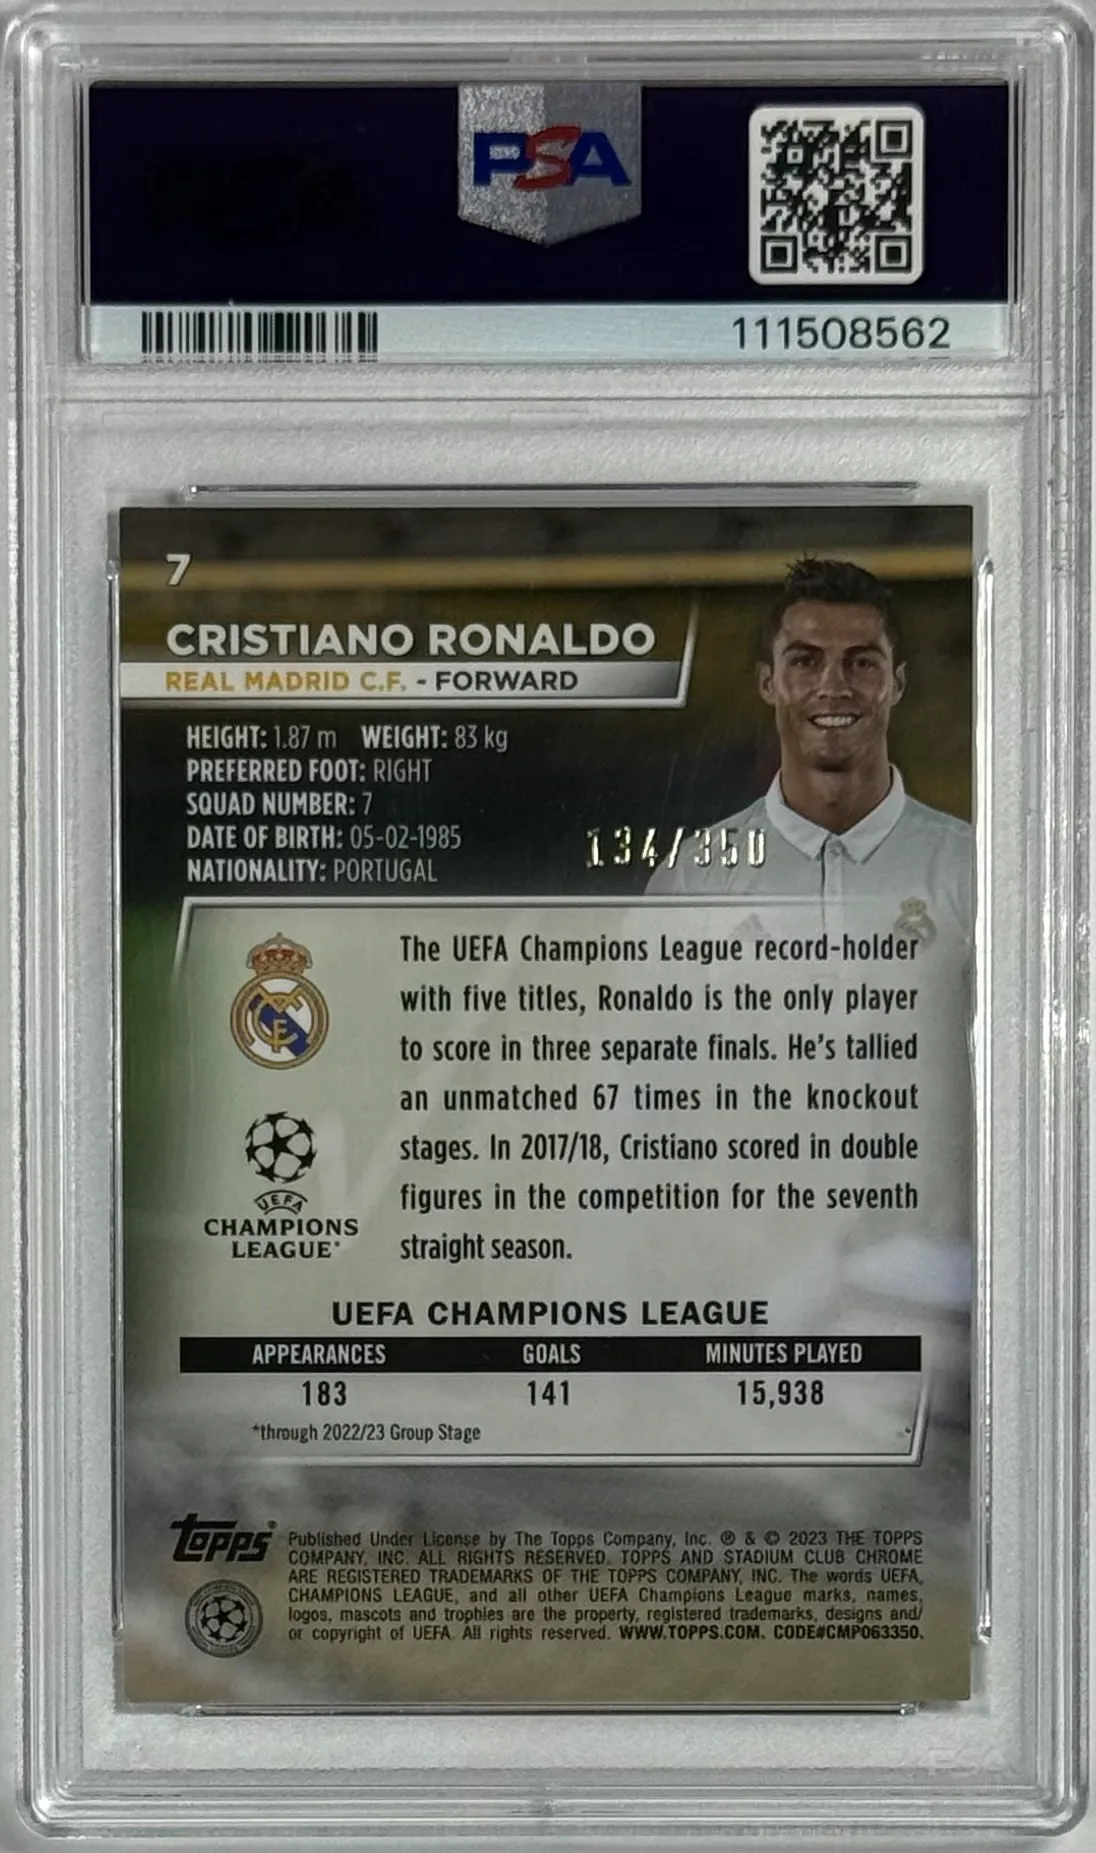 PSA
111508562
7
CRISTIANO RONALDO
REAL MADRID C.F. - FORWARD
HEIGHT: 1.87 m WEIGHT: 83 kg
PREFERRED FOOT: RIGHT
SQUAD NUMBER: 7
DATE OF BIRTH: 05-02-1985
NATIONALITY: PORTUGAL
134/350
The UEFA Champions League record-holder
with five titles, Ronaldo is the only player
to score in three separate finals. He's tallied
an unmatched 67 times in the knockout
stages. In 2017/18, Cristiano scored in double
figures in the competition for the seventh
straight season.
UEFA
CHAMPIONS
LEAGUE
UEFA CHAMPIONS LEAGUE
APPEARANCES GOALS MINUTES PLAYED
183 141 15,938
*through 2022/23 Group Stage
Topps®
Published Under License by The Topps Company, Inc. ® & © 2023 THE TOPPS
COMPANY, INC. ALL RIGHTS RESERVED. TOPPS AND STADIUM CLUB CHROME
ARE REGISTERED TRADEMARKS OF THE TOPPS COMPANY, INC. The words UEFA,
CHAMPIONS LEAGUE, and all other UEFA Champions League marks, names,
logos, mascots and trophies are the property, registered trademarks, designs and/
or copyright of UEFA. All rights reserved. WWW.TOPPS.COM. CODE#CMP063350.